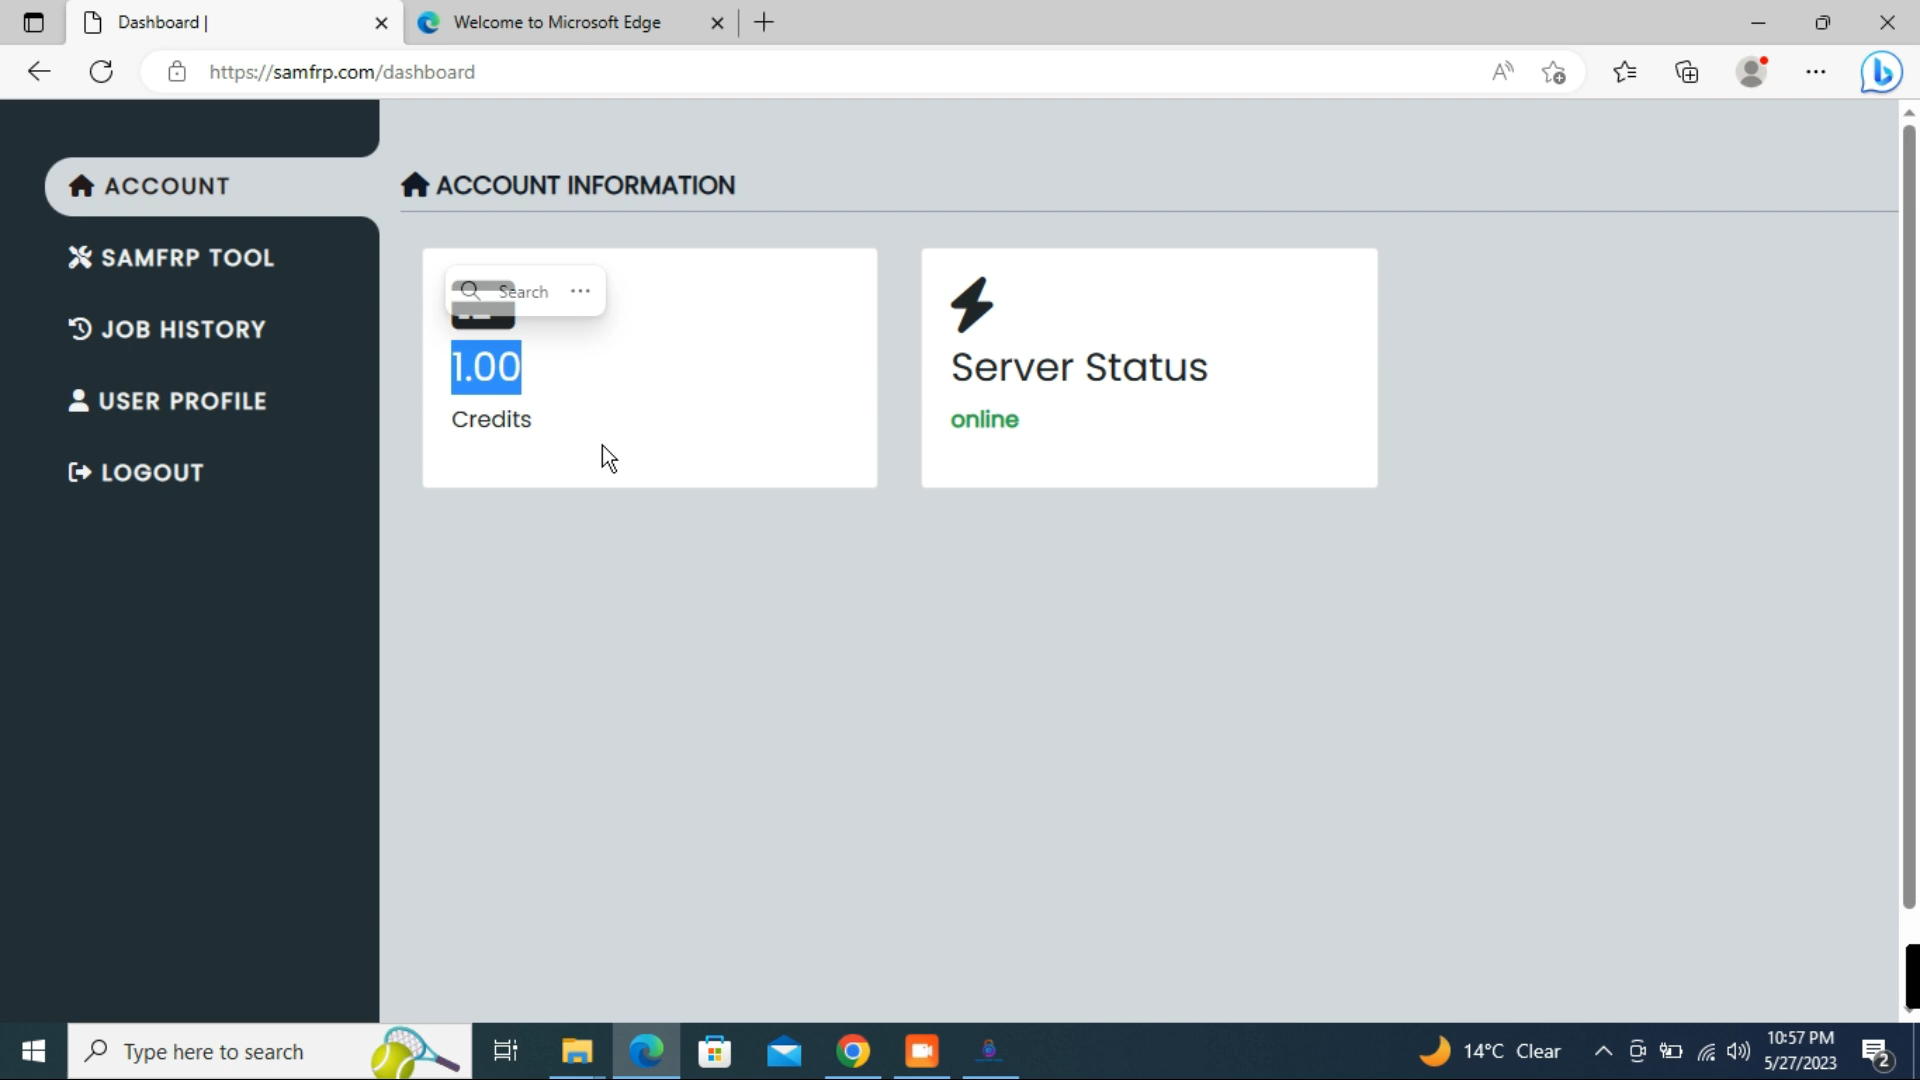 Dashboard |
Welcome to Microsoft Edge
https://samfrp.com/dashboard
ACCOUNT
SAMFRP TOOL
JOB HISTORY
USER PROFILE
LOGOUT
ACCOUNT INFORMATION
Search
1.00
Credits
Server Status
online
Type here to search
14°C Clear
10:57 PM
5/27/2023
2